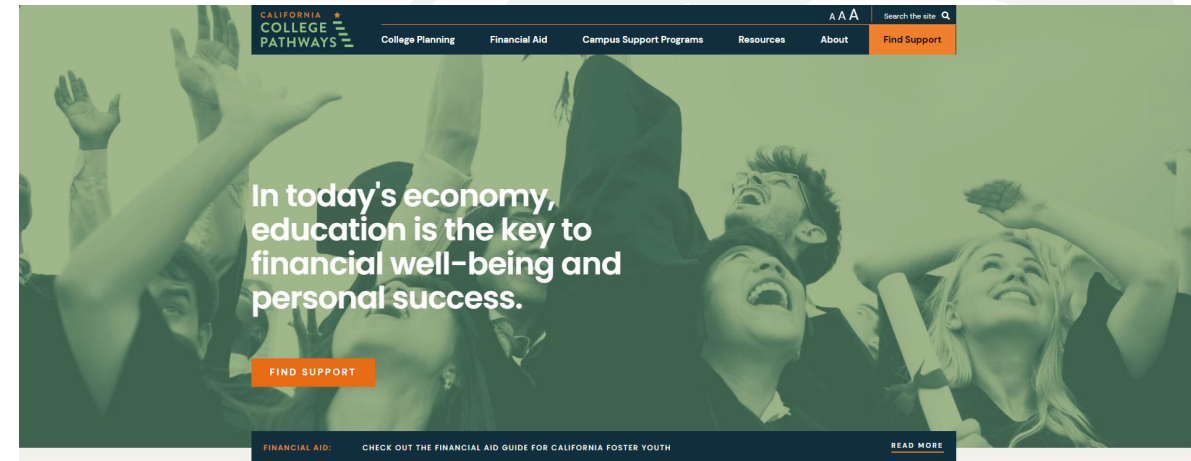 CALIFORNIA
COLLEGE
PATHWAYS
A A A
Search the site
College Planning
Financial Aid
Campus Support Programs
Resources
About
Find Support
In today's economy,
education is the key to
financial well-being and
personal success.
FIND SUPPORT
FINANCIAL AID:
CHECK OUT THE FINANCIAL AID GUIDE FOR CALIFORNIA FOSTER YOUTH
READ MORE